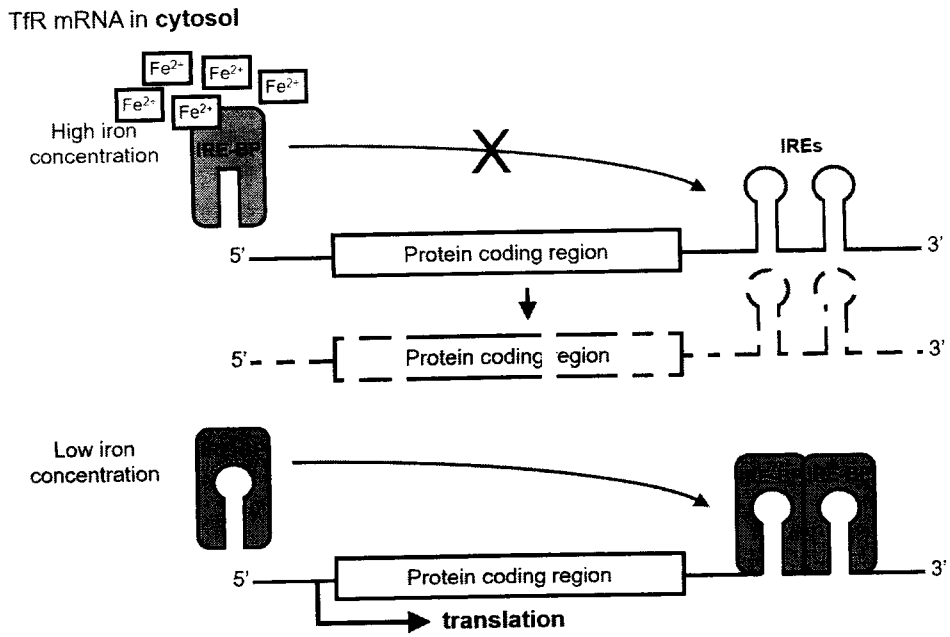 TfR mRNA in cytosol
Fe²⁺
Fe²⁺
Fe²⁺
Fe²⁺
Fe²⁺
High iron
concentration
IRE-BP
IREs
5’
Protein coding region
3’
5’
Protein coding region
3’
Low iron
concentration
5’
Protein coding region
3’
translation